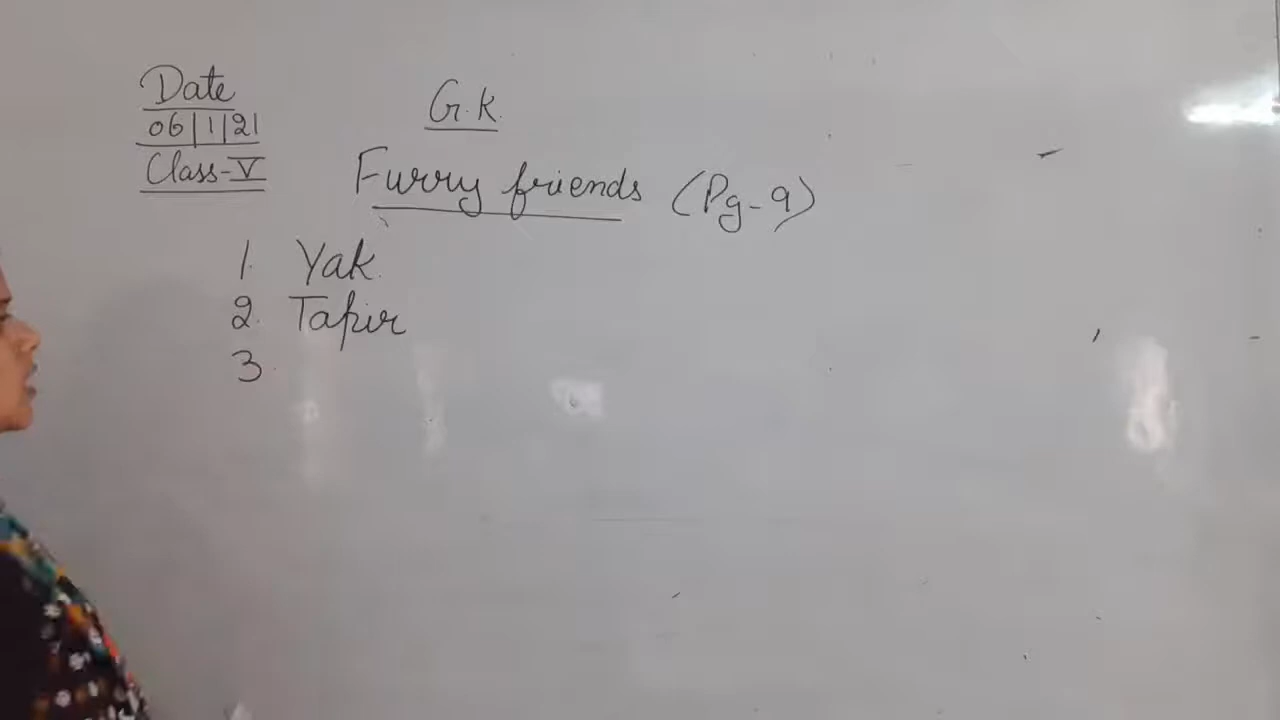 Date
06|1|21
Class-V
G.K.
Furry friends (Pg-9)
1. Yak.
2. Tapir
3.